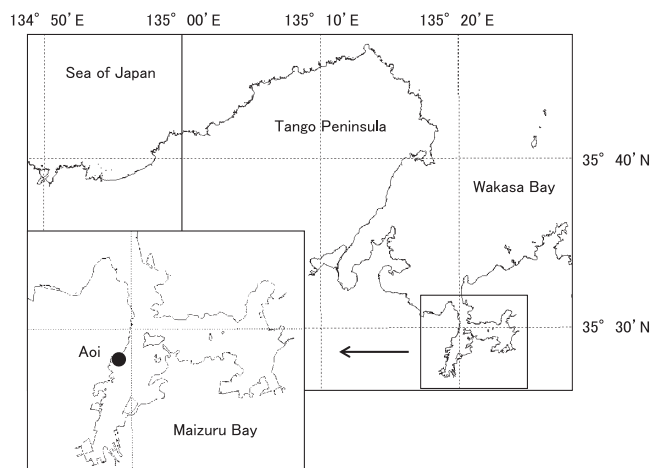 134° 50'E 135° 00'E 135° 10'E 135° 20'E
Sea of Japan
Tango Peninsula
35° 40'N
Wakasa Bay
35° 30'N
Aoi
Maizuru Bay